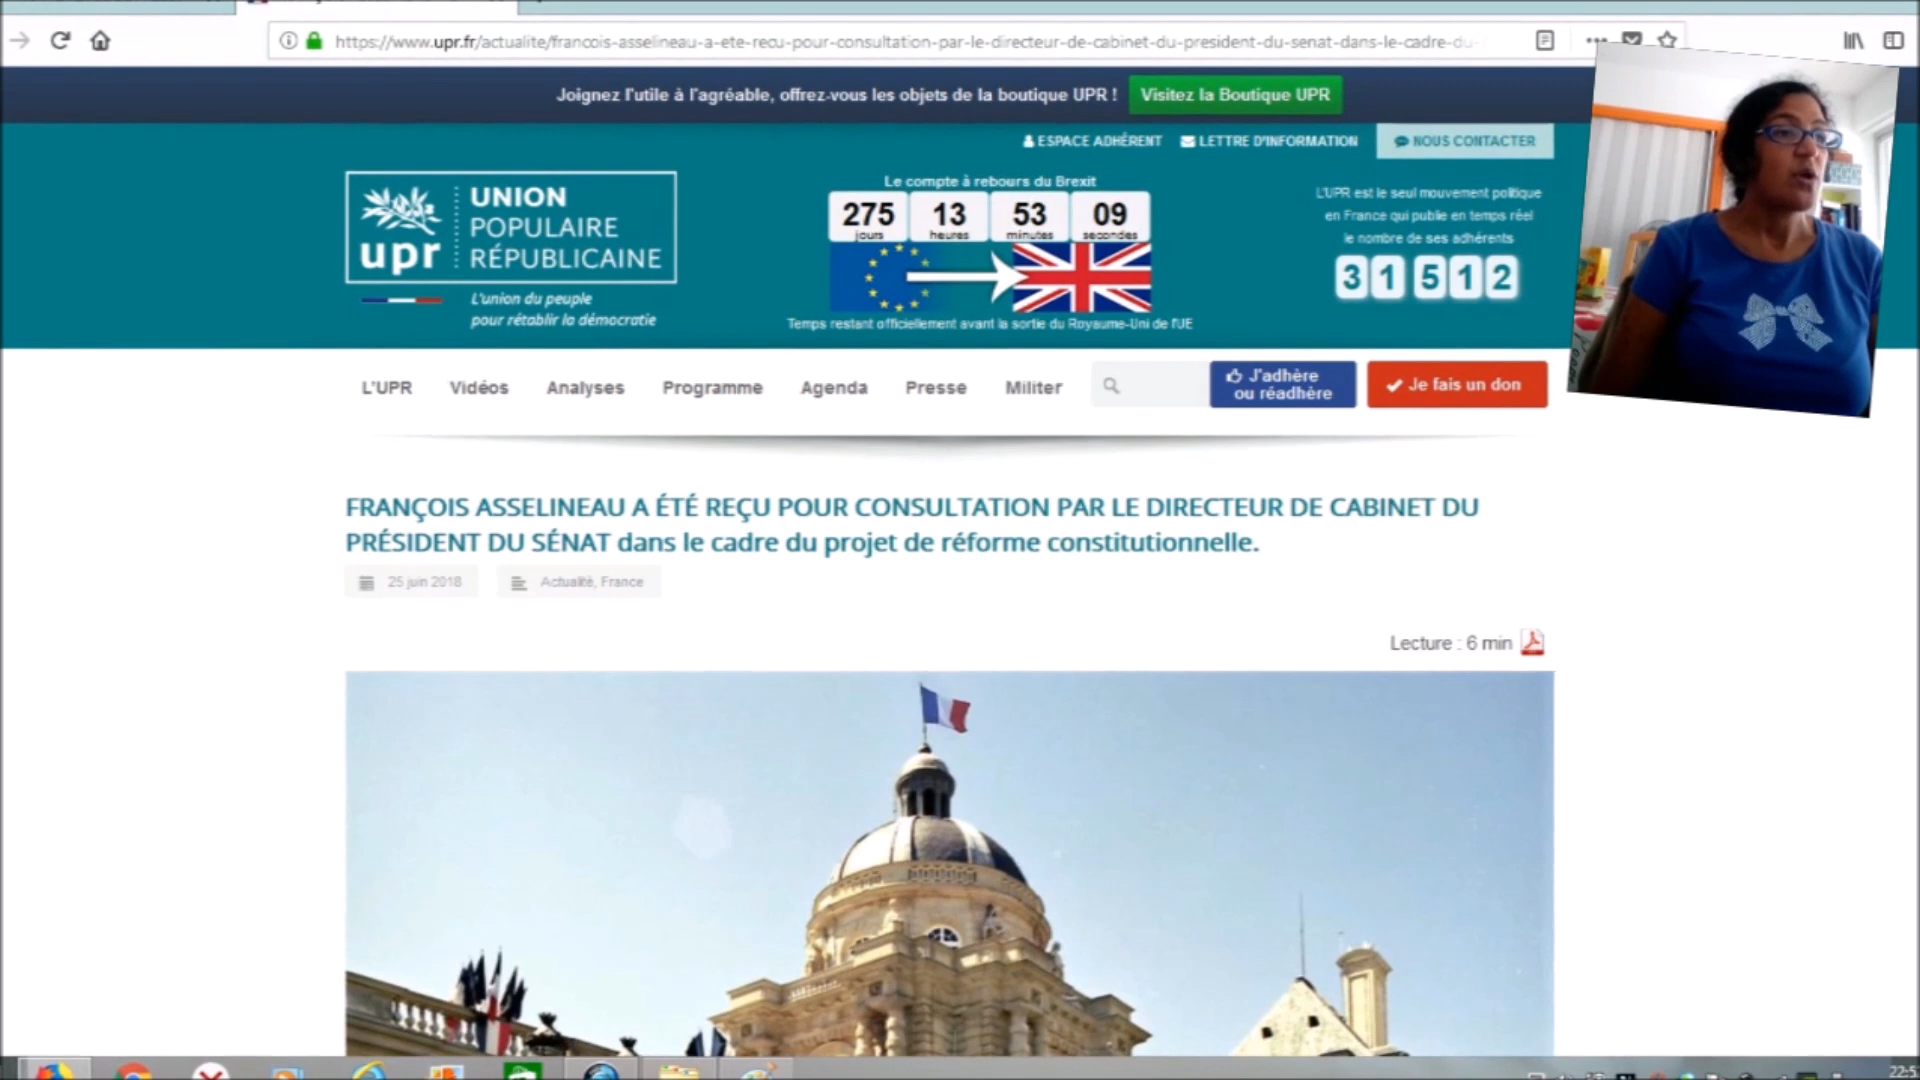 https://www.upr.fr/actualite/francois-asselineau-a-ete-recu-pour-consultation-par-le-directeur-de-cabinet-du-president-du-senat-dans-le-cadre-du-
Joignez l'utile à l'agréable, offrez-vous les objets de la boutique UPR !
Visitez la Boutique UPR
ESPACE ADHÉRENT
LETTRE D'INFORMATION
NOUS CONTACTER
upr
UNION
POPULAIRE
RÉPUBLICAINE
L'union du peuple
pour rétablir la démocratie
Le compte à rebours du Brexit
275 13 53 09
jours heures minutes secondes
Temps restant officiellement avant la sortie du Royaume-Uni de l'UE
L'UPR est le seul mouvement politique
en France qui publie en temps réel
le nombre de ses adhérents
31 512
L'UPR Vidéos Analyses Programme Agenda Presse Militer
J'adhère
ou réadhère
Je fais un don
FRANÇOIS ASSELINEAU A ÉTÉ REÇU POUR CONSULTATION PAR LE DIRECTEUR DE CABINET DU
PRÉSIDENT DU SÉNAT dans le cadre du projet de réforme constitutionnelle.
25 juin 2018
Actualité, France
Lecture : 6 min